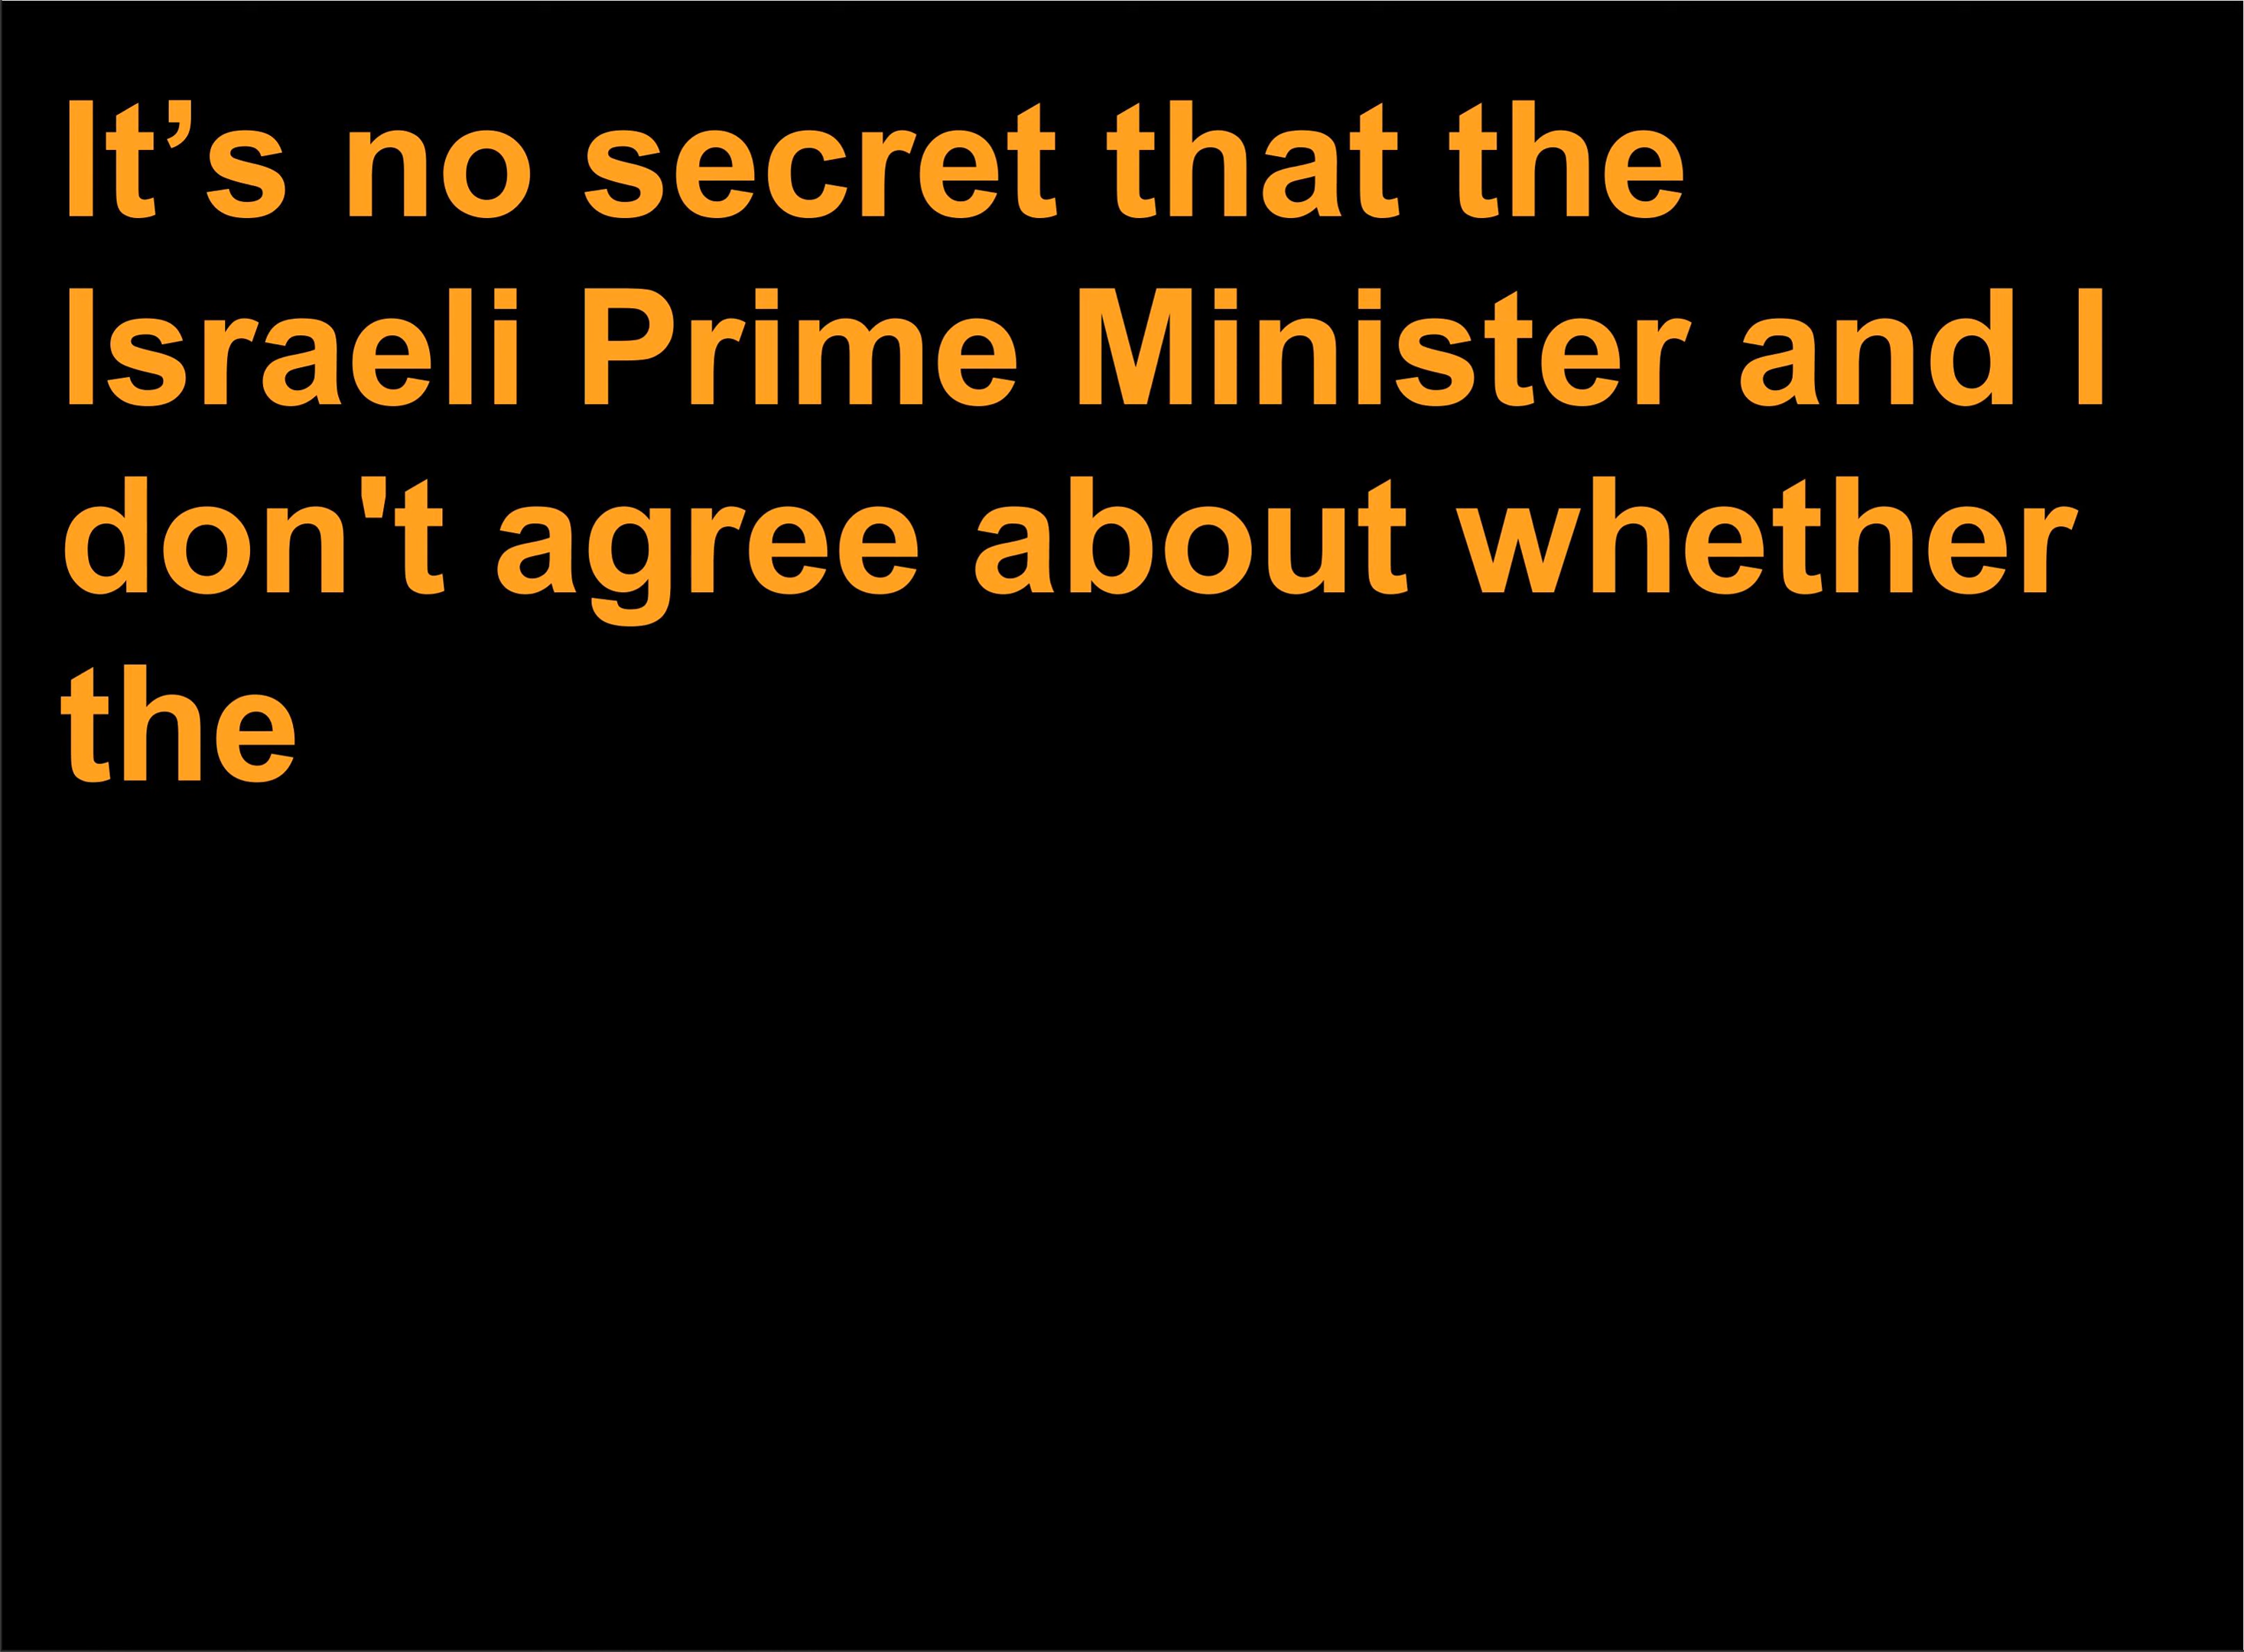 It’s no secret that the
Israeli Prime Minister and I
don't agree about whether
the